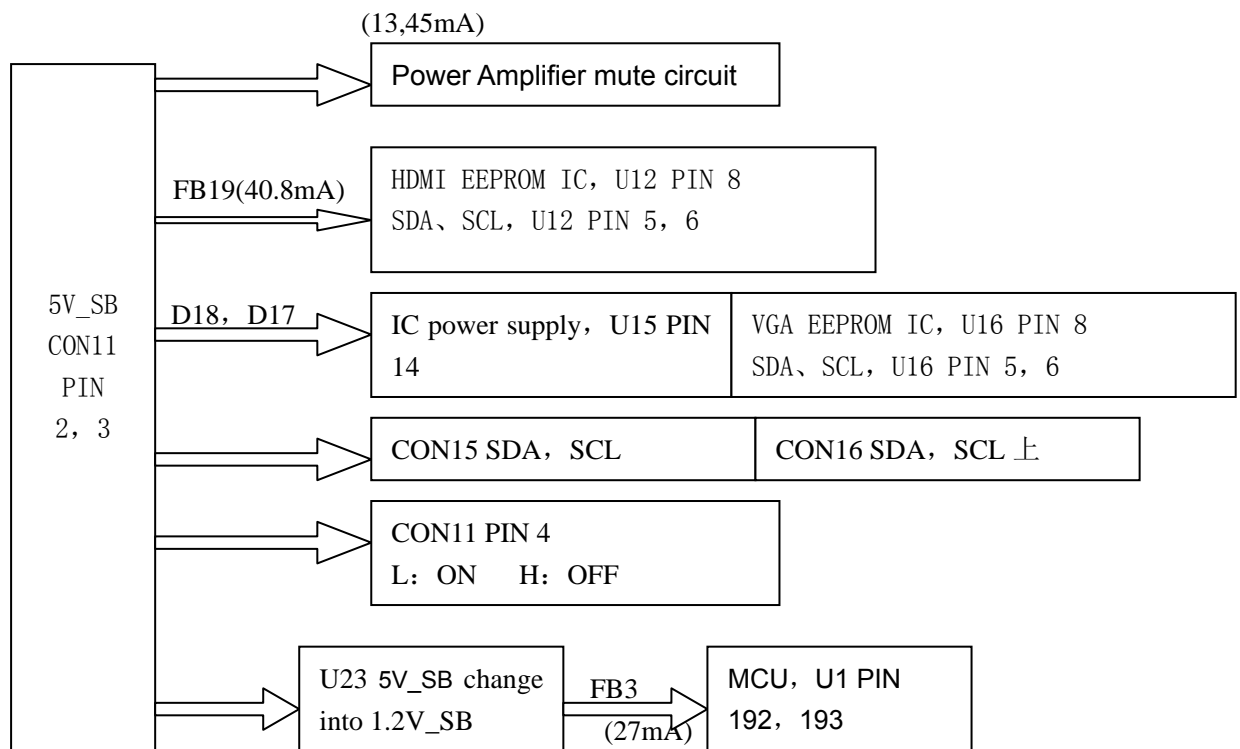 (13,45mA)
Power Amplifier mute circuit
FB19(40.8mA)
HDMI EEPROM IC，U12 PIN 8
SDA、SCL，U12 PIN 5，6
5V_SB
CON11
PIN
2，3
D18，D17
IC power supply，U15 PIN
14
VGA EEPROM IC，U16 PIN 8
SDA、SCL，U16 PIN 5，6
CON15 SDA，SCL
CON16 SDA，SCL 上
CON11 PIN 4
L：ON H：OFF
U23 5V_SB change
into 1.2V_SB
FB3
(27mA)
MCU，U1 PIN
192，193